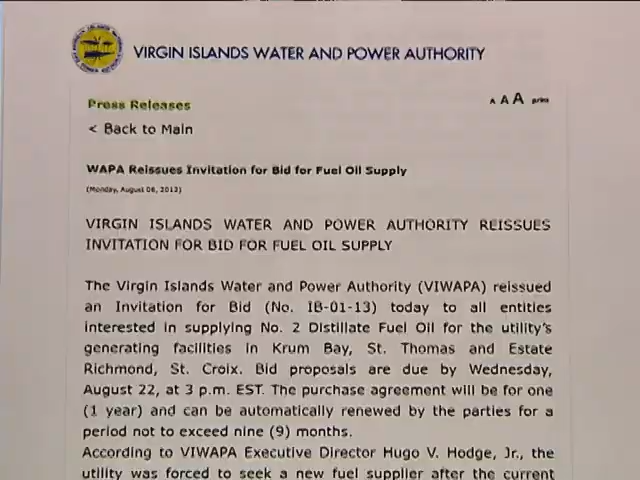 VIRGIN ISLANDS WATER AND POWER AUTHORITY
Press Releases
A A A print
< Back to Main
WAPA Reissues Invitation for Bid for Fuel Oil Supply
(Monday, August 06, 2012)
VIRGIN ISLANDS WATER AND POWER AUTHORITY REISSUES
INVITATION FOR BID FOR FUEL OIL SUPPLY
The Virgin Islands Water and Power Authority (VIWAPA) reissued
an Invitation for Bid (No. IB-01-13) today to all entities
interested in supplying No. 2 Distillate Fuel Oil for the utility's
generating facilities in Krum Bay, St. Thomas and Estate
Richmond, St. Croix. Bid proposals are due by Wednesday,
August 22, at 3 p.m. EST. The purchase agreement will be for one
(1 year) and can be automatically renewed by the parties for a
period not to exceed nine (9) months.
According to VIWAPA Executive Director Hugo V. Hodge, Jr., the
utility was forced to seek a new fuel supplier after the current